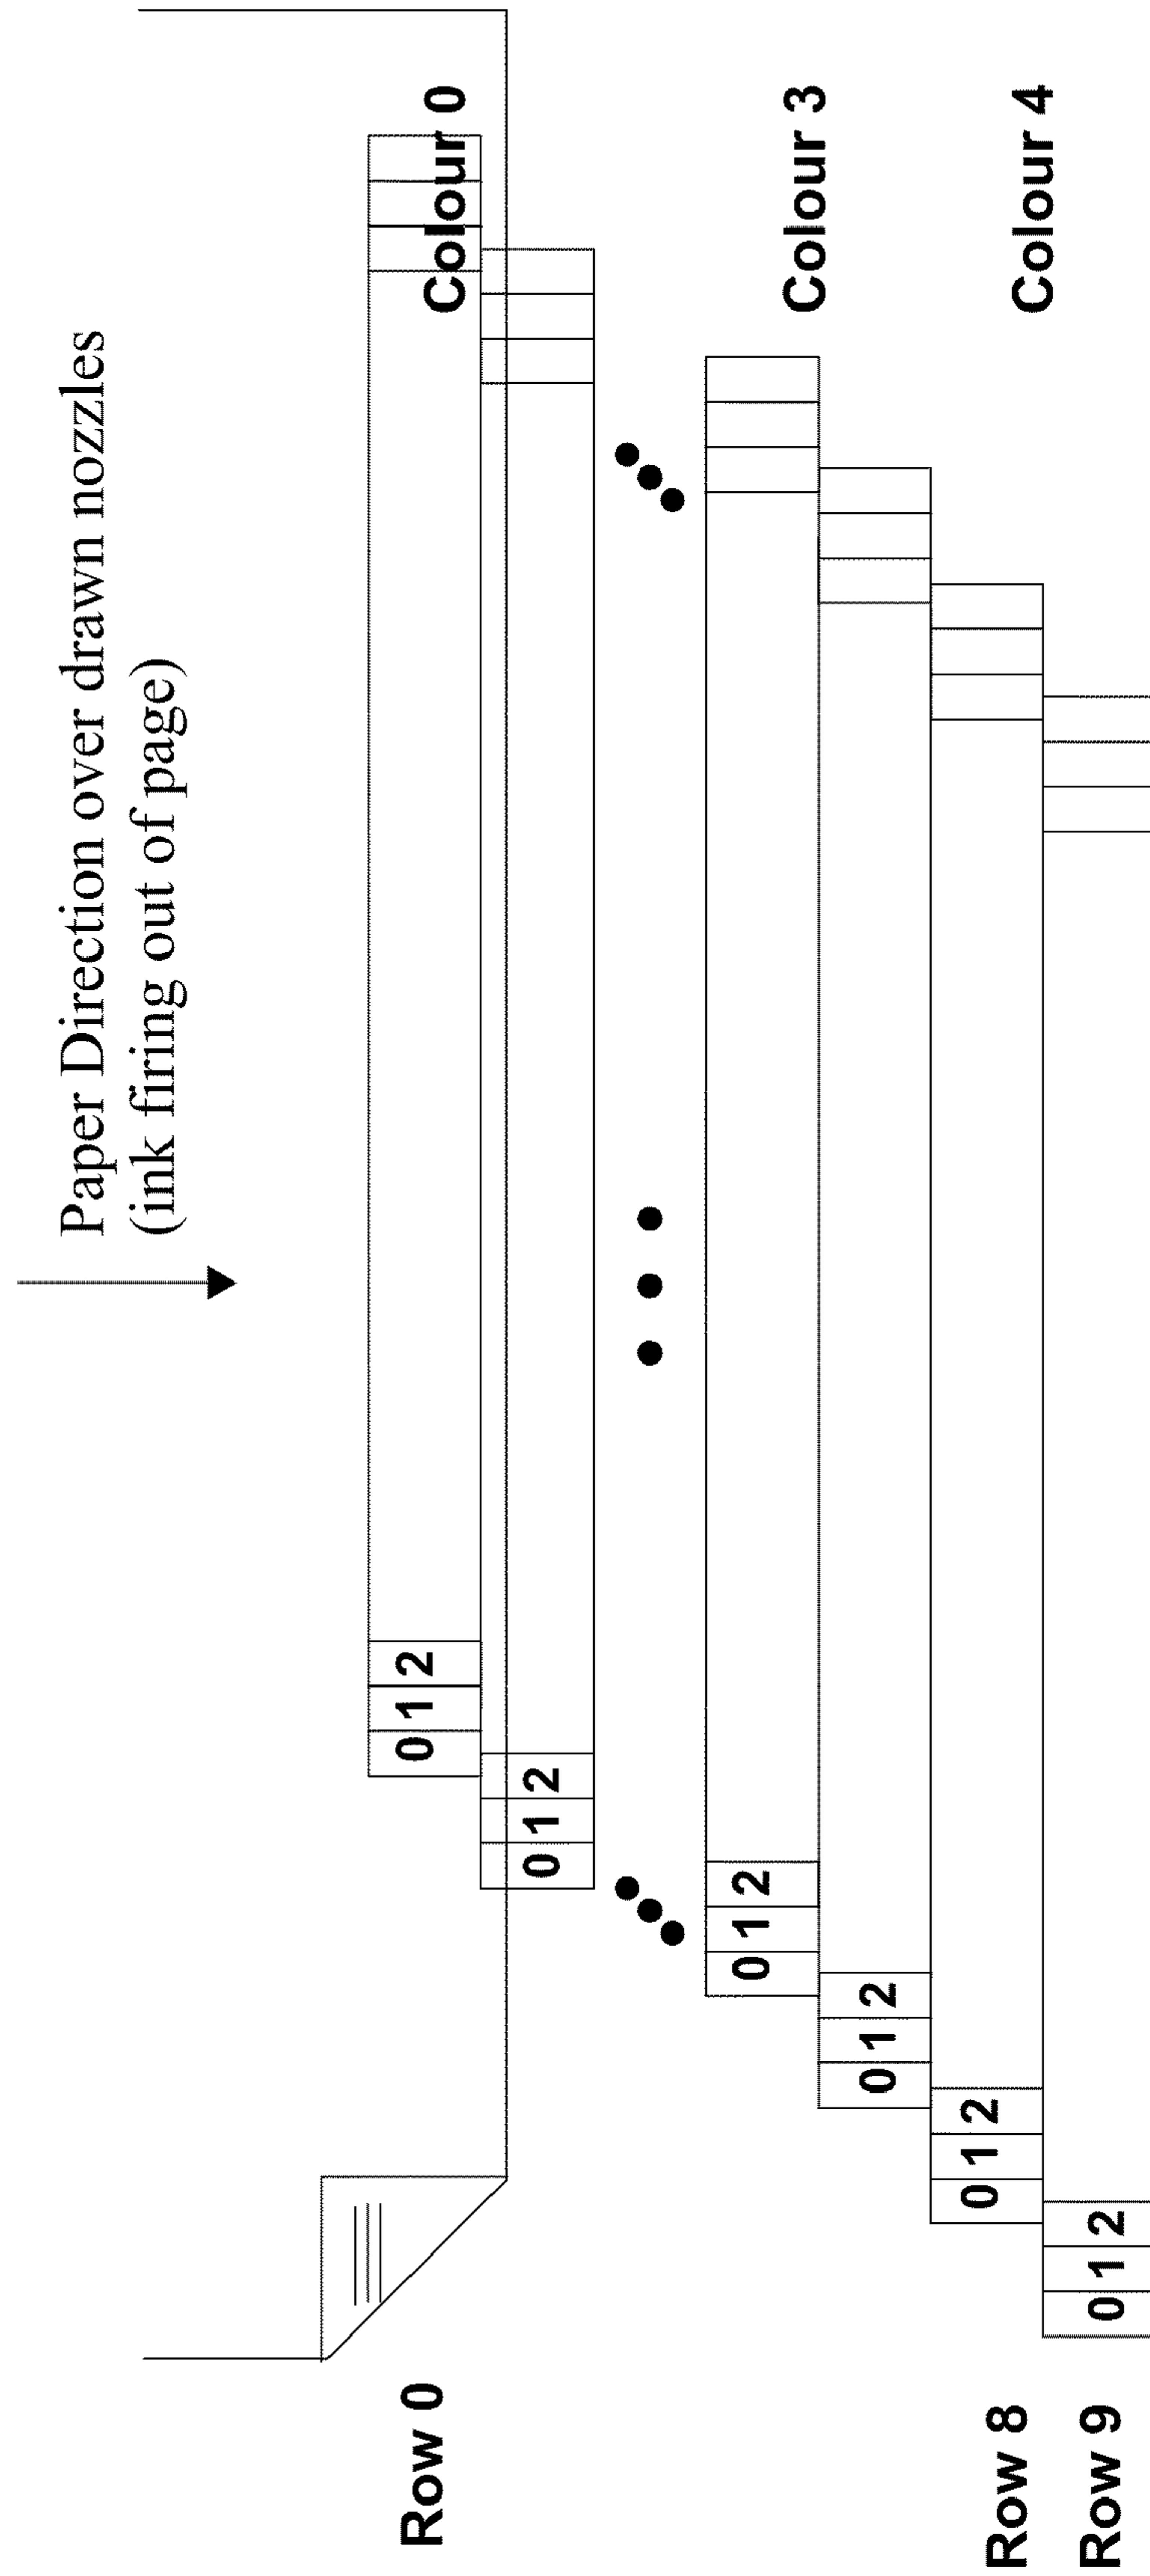 Paper Direction over drawn nozzles
(ink firing out of page)
Row 0
0 1 2
Colour 0
0 1 2
0 1 2
Colour 3
0 1 2
Row 8
0 1 2
Colour 4
Row 9
0 1 2